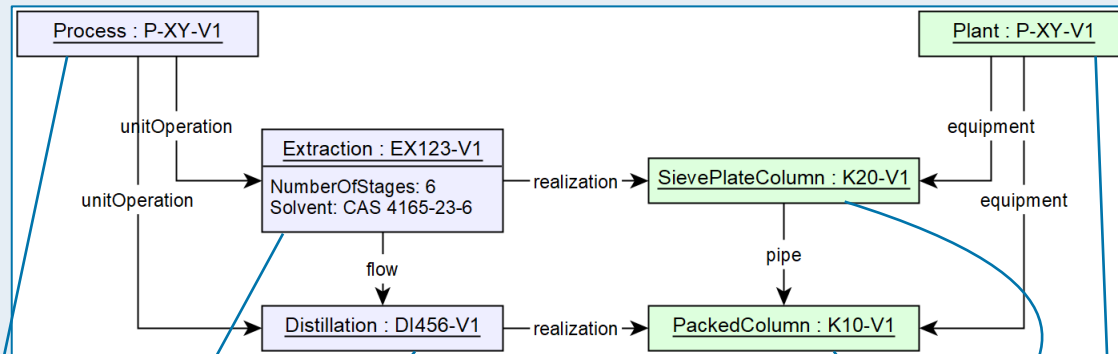 Process : P-XY-V1
Plant : P-XY-V1
unitOperation
equipment
Extraction : EX123-V1
NumberOfStages: 6
Solvent: CAS 4165-23-6
realization
SievePlateColumn : K20-V1
unitOperation
equipment
flow
pipe
Distillation : DI456-V1
realization
PackedColumn : K10-V1